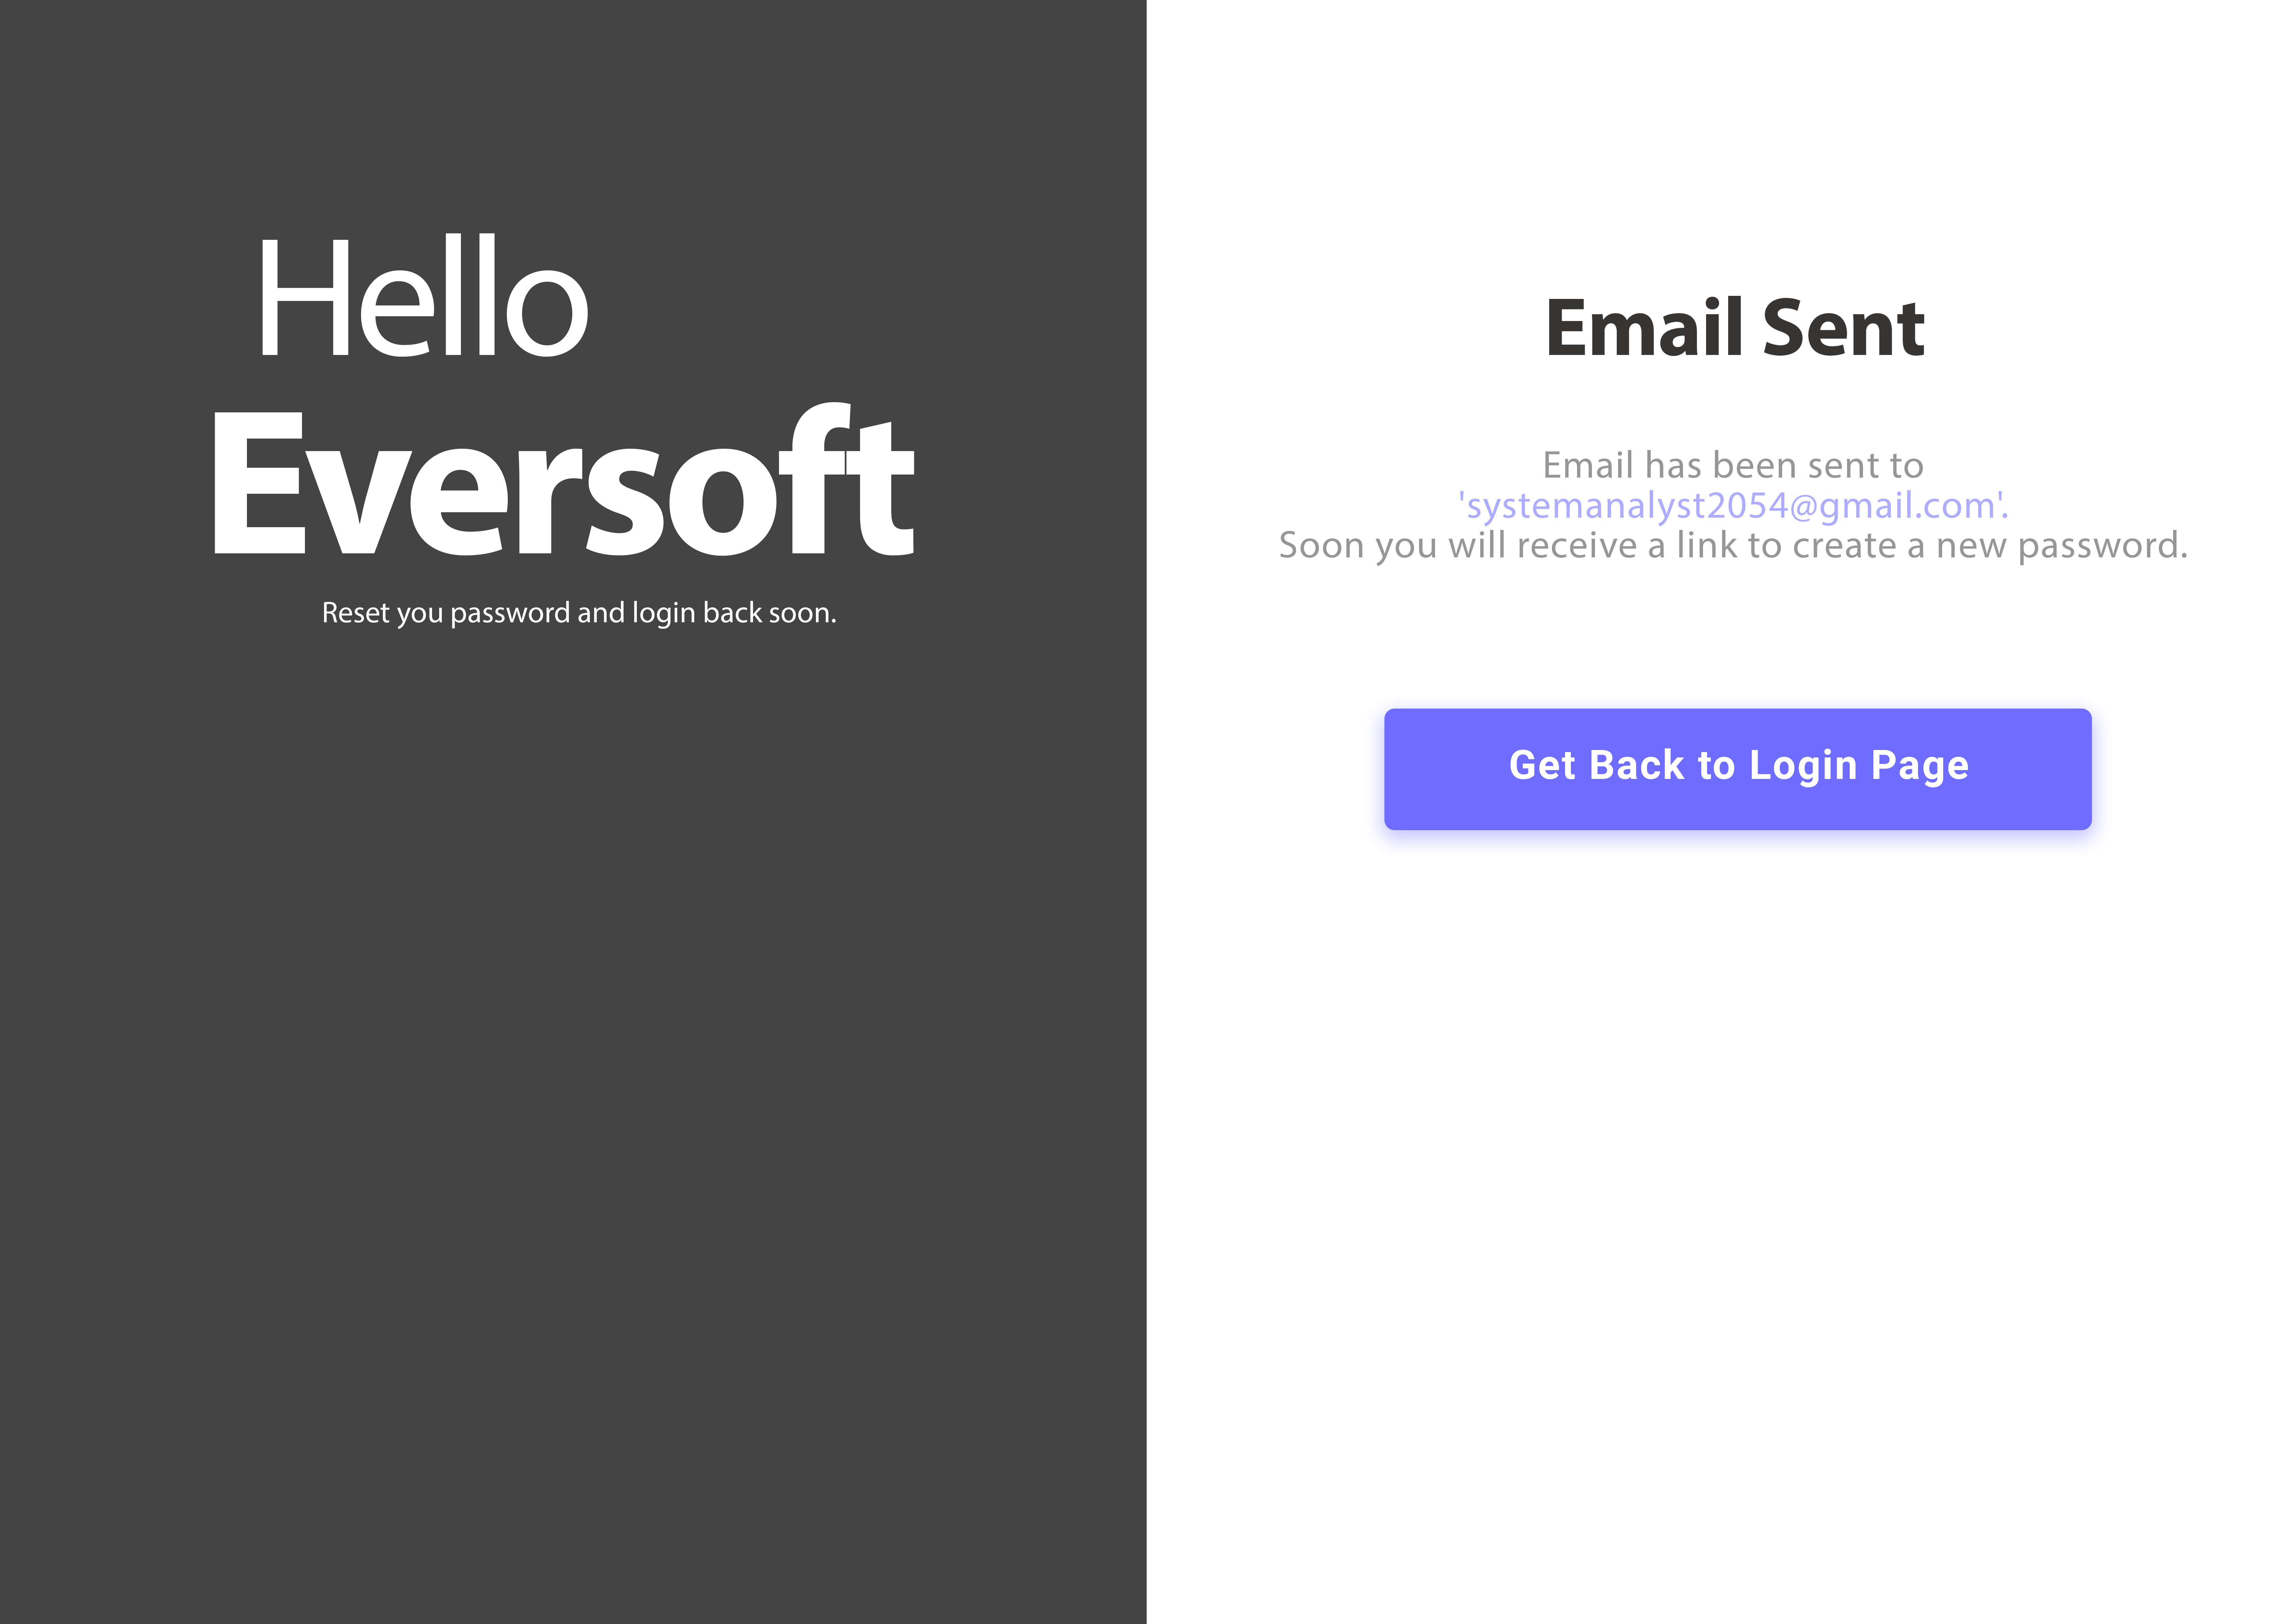 Hello
Eversoft
Reset you password and login back soon.
Email Sent
Email has been sent to
'systemanalyst2054@gmail.com'.
Soon you will receive a link to create a new password.
Get Back to Login Page